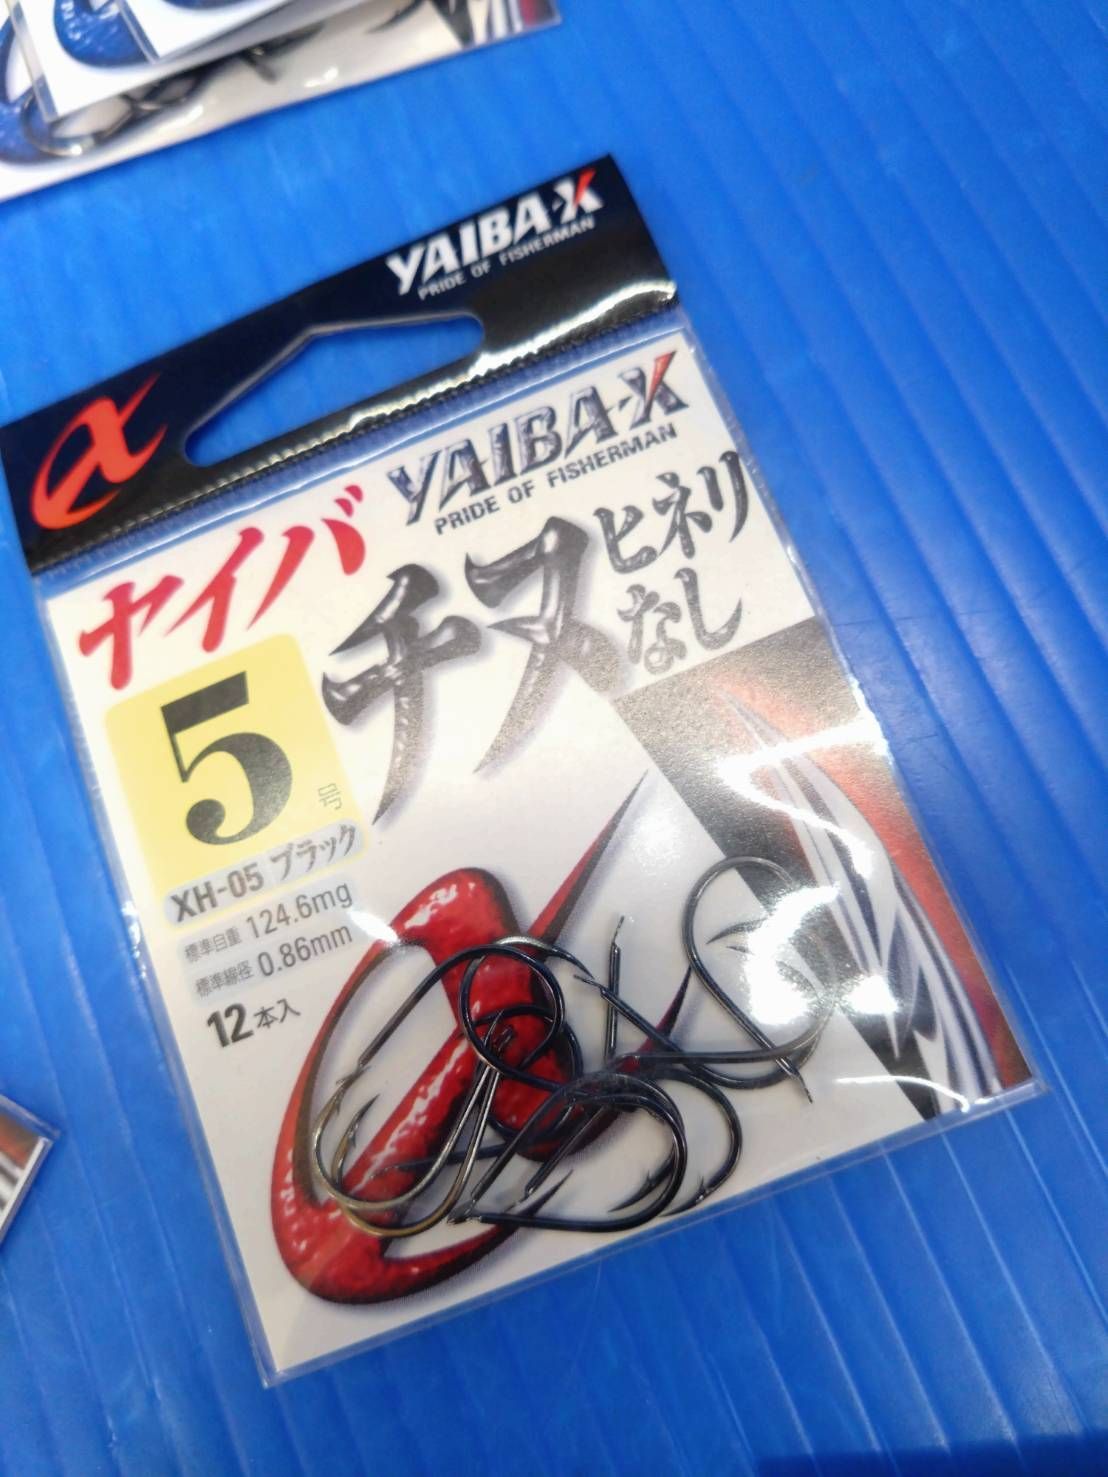 YAIBA-X
PRIDE OF FISHERMAN
YAIBA-X
PRIDE OF FISHERMAN
ヤイバ
チヌ
ヒネリ
なし
5号
XH-05 ブラック
標準自重 124.6mg
標準線径 0.86mm
12本入